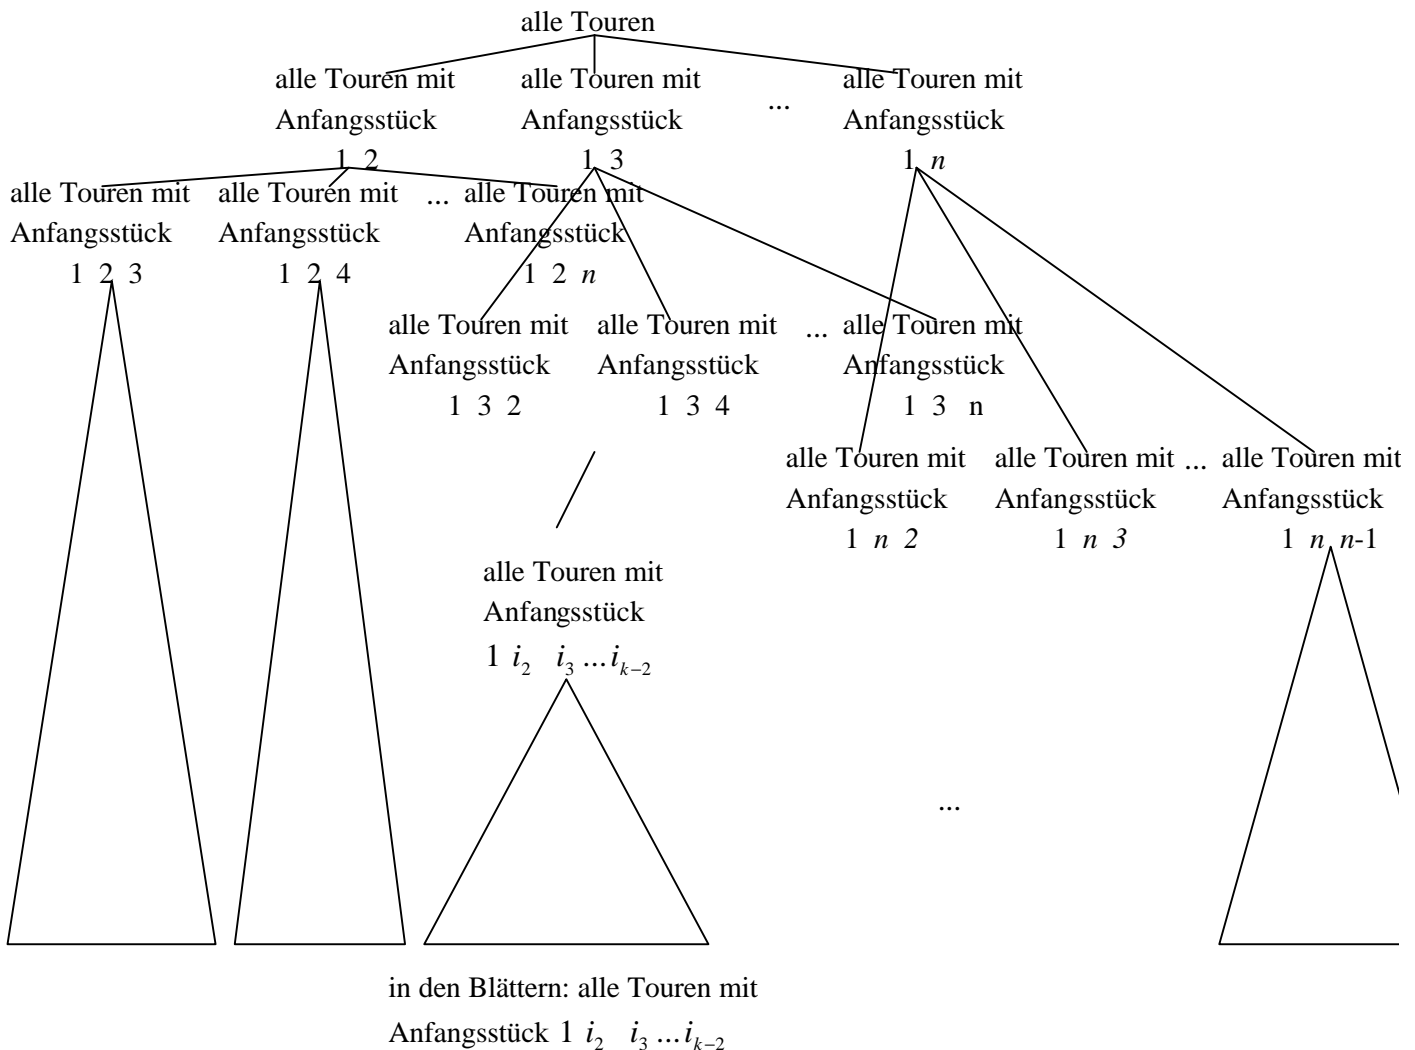 alle Touren
alle Touren mit
Anfangsstück
1 2
alle Touren mit
Anfangsstück
1 3
...
alle Touren mit
Anfangsstück
1 n
alle Touren mit
Anfangsstück
1 2 3
alle Touren mit
Anfangsstück
1 2 4
...
alle Touren mit
Anfangsstück
1 2 n
alle Touren mit
Anfangsstück
1 3 2
alle Touren mit
Anfangsstück
1 3 4
...
alle Touren mit
Anfangsstück
1 3 n
alle Touren mit
Anfangsstück
1 n 2
alle Touren mit
Anfangsstück
1 n 3
...
alle Touren mit
Anfangsstück
1 n n-1
alle Touren mit
Anfangsstück
1 i₂ i₃ ... iₖ₋₂
...
in den Blättern: alle Touren mit
Anfangsstück 1 i₂ i₃ ... iₖ₋₂